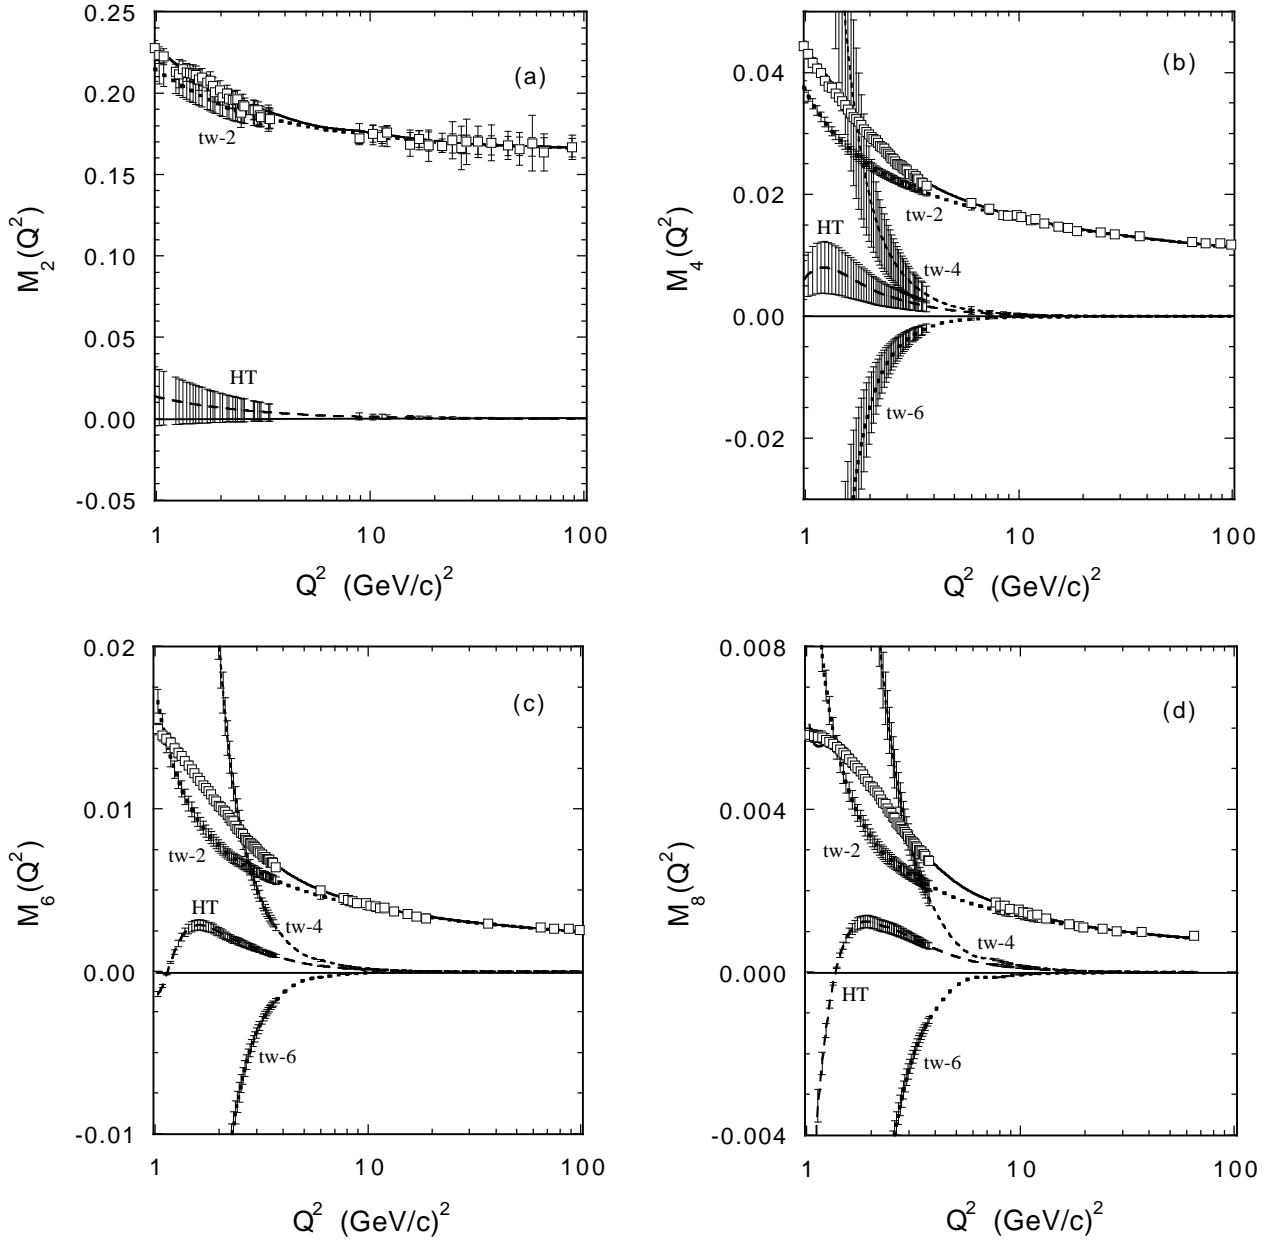 0.25
0.20
0.15
0.10
0.05
0.00
-0.05
M₂(Q²)
(a)
tw-2
HT
1
10
100
Q² (GeV/c)²
0.04
0.02
0.00
-0.02
M₄(Q²)
(b)
tw-2
HT
tw-4
tw-6
1
10
100
Q² (GeV/c)²
0.02
0.01
0.00
-0.01
M₆(Q²)
(c)
tw-2
HT
tw-4
tw-6
1
10
100
Q² (GeV/c)²
0.008
0.004
0.000
-0.004
M₈(Q²)
(d)
tw-2
tw-4
HT
tw-6
1
10
100
Q² (GeV/c)²